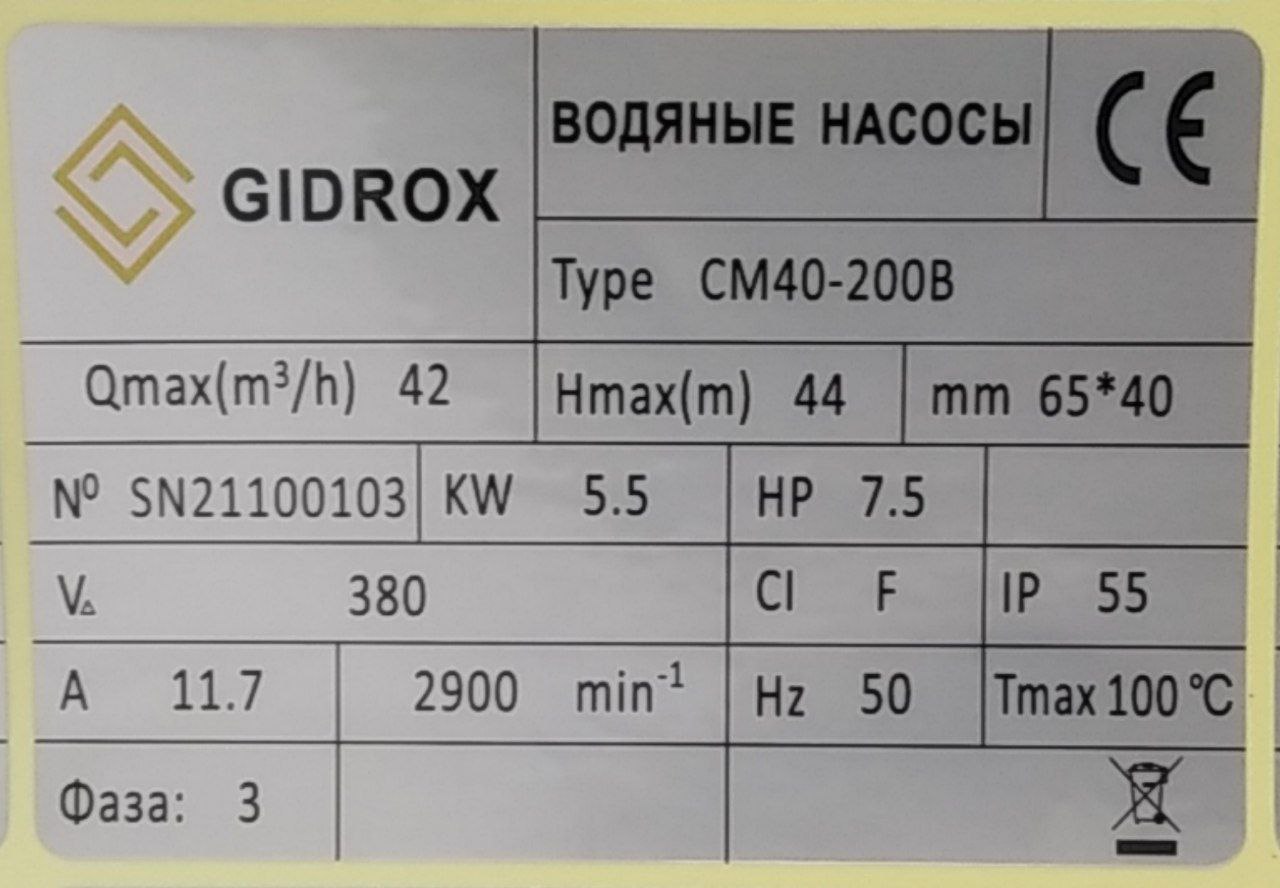 GIDROX
ВОДЯНЫЕ НАСОСЫ
CE
Type CM40-200B
Qmax(m³/h) 42
Hmax(m) 44
mm 65*40
Nº SN21100103
KW 5.5
HP 7.5
V△ 380
Cl F
IP 55
A 11.7
2900 min⁻¹
Hz 50
Tmax 100 ℃
Фаза: 3